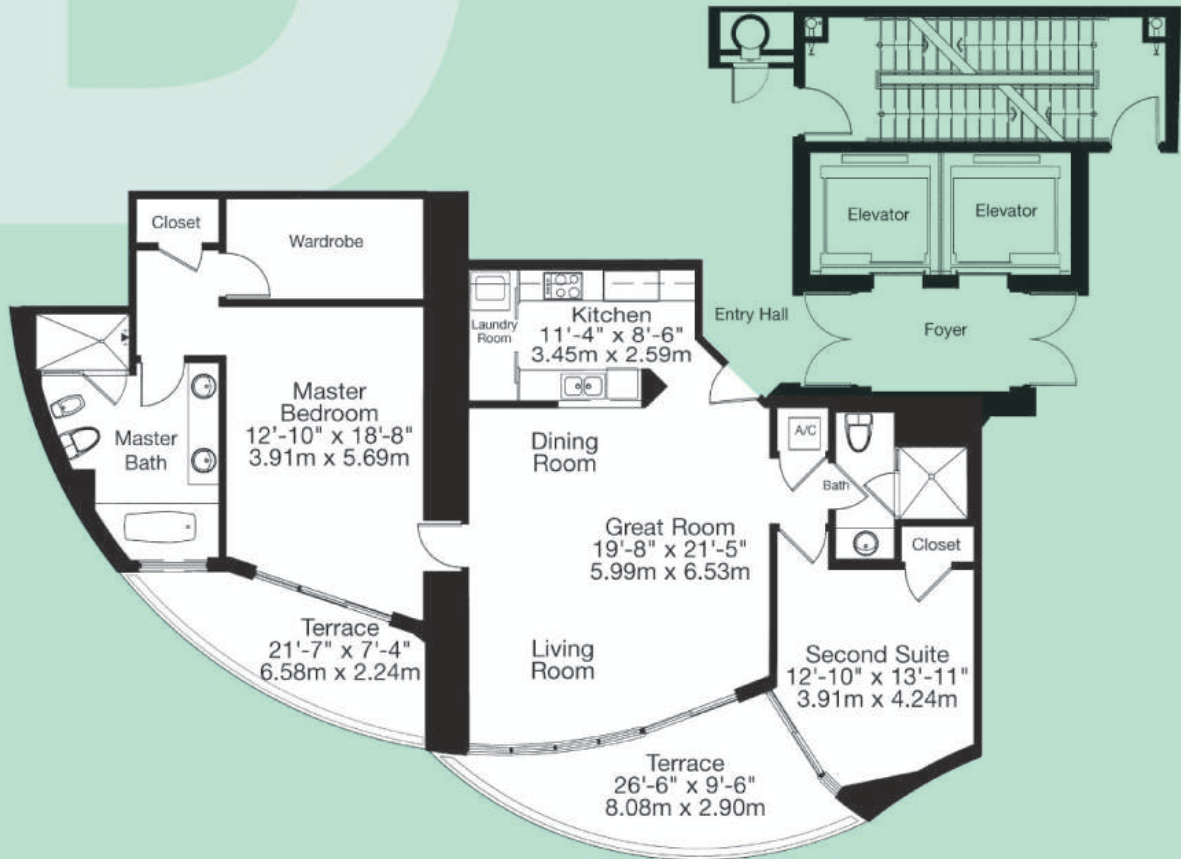 D
Elevator
Elevator
Closet
Wardrobe
Laundry
Room
Kitchen
11'-4" x 8'-6"
3.45m x 2.59m
Entry Hall
Foyer
Master
Bedroom
12'-10" x 18'-8"
3.91m x 5.69m
Master
Bath
Dining
Room
A/C
Bath
Great Room
19'-8" x 21'-5"
5.99m x 6.53m
Closet
Terrace
21'-7" x 7'-4"
6.58m x 2.24m
Living
Room
Second Suite
12'-10" x 13'-11"
3.91m x 4.24m
Terrace
26'-6" x 9'-6"
8.08m x 2.90m